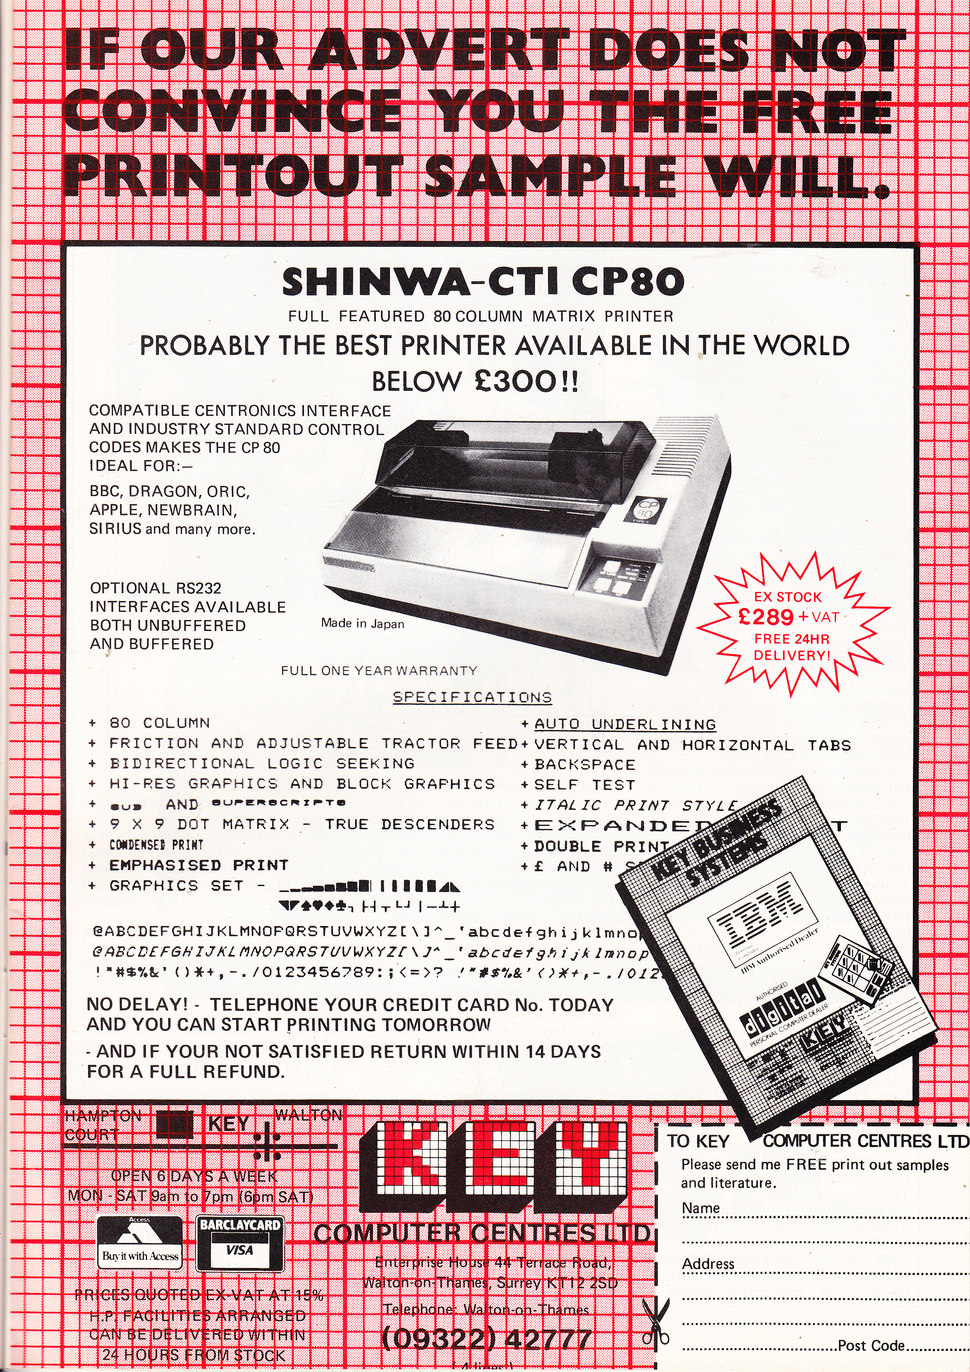 IF OUR ADVERT DOES NOT
CONVINCE YOU THE FREE
PRINTOUT SAMPLE WILL.
SHINWA-CTI CP80
FULL FEATURED 80 COLUMN MATRIX PRINTER
PROBABLY THE BEST PRINTER AVAILABLE IN THE WORLD
BELOW £300!!
COMPATIBLE CENTRONICS INTERFACE
AND INDUSTRY STANDARD CONTROL
CODES MAKES THE CP 80
IDEAL FOR:–
BBC, DRAGON, ORIC,
APPLE, NEWBRAIN,
SIRIUS and many more.
OPTIONAL RS232
INTERFACES AVAILABLE
BOTH UNBUFFERED
AND BUFFERED
CP
80
Made in Japan
EX STOCK
£289 + VAT
FREE 24HR
DELIVERY!
FULL ONE YEAR WARRANTY
SPECIFICATIONS
+ 80 COLUMN
+ FRICTION AND ADJUSTABLE TRACTOR FEED
+ BIDIRECTIONAL LOGIC SEEKING
+ HI-RES GRAPHICS AND BLOCK GRAPHICS
+ SUB AND SUPERSCRIPTS
+ 9 X 9 DOT MATRIX - TRUE DESCENDERS
+ CONDENSED PRINT
+ EMPHASISED PRINT
+ GRAPHICS SET -
+ AUTO UNDERLINING
+ VERTICAL AND HORIZONTAL TABS
+ BACKSPACE
+ SELF TEST
+ ITALIC PRINT STYLE
+ EXPANDED T
+ DOUBLE PRINT
+ £ AND # S
@ABCDEFGHIJKLMNOPQRSTUVWXYZ[\]^_'abcdefghijklmno
@ABCDEFGHIJKLMNOPQRSTUVWXYZ[\]^_'abcdefghijklmnop
!"#$%&'()*+,-./0123456789:;<=>? !"#$%&'()*+,-./012
KEY BUSINESS
SYSTEMS
IBM
IBM Authorised Dealer
AUTHORISED
digital
PERSONAL COMPUTER DEALER
KEY
NO DELAY! - TELEPHONE YOUR CREDIT CARD No. TODAY
AND YOU CAN START PRINTING TOMORROW
- AND IF YOUR NOT SATISFIED RETURN WITHIN 14 DAYS
FOR A FULL REFUND.
HAMPTON
COURT
KEY
WALTON
OPEN 6 DAYS A WEEK
MON - SAT 9am to 7pm (6pm SAT)
Access
Buy it with Access
BARCLAYCARD
VISA
PRICES QUOTED EX-VAT AT 15%
H.P. FACILITIES ARRANGED
CAN BE DELIVERED WITHIN
24 HOURS FROM STOCK
KEY
COMPUTER CENTRES LTD
Enterprise House 44 Terrace Road,
Walton-on-Thames, Surrey KT12 2SD
Telephone: Walton-on-Thames
(09322) 42777
(4 lines)
TO KEY COMPUTER CENTRES LTD
Please send me FREE print out samples
and literature.
Name
Address
Post Code